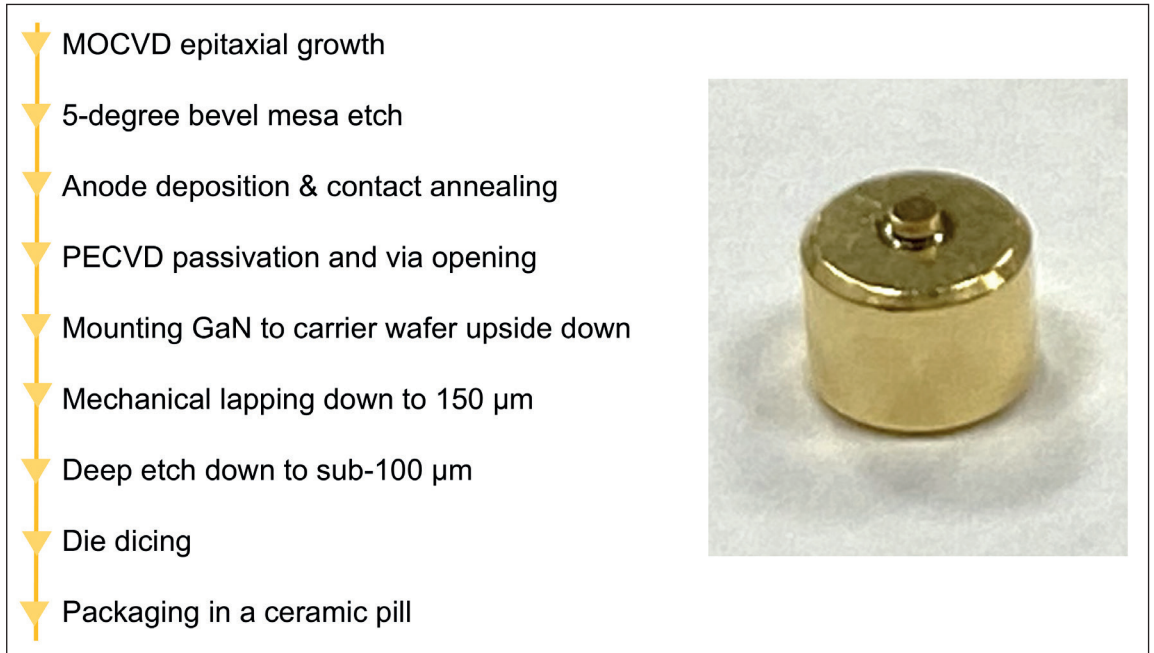 MOCVD epitaxial growth
5-degree bevel mesa etch
Anode deposition & contact annealing
PECVD passivation and via opening
Mounting GaN to carrier wafer upside down
Mechanical lapping down to 150 µm
Deep etch down to sub-100 µm
Die dicing
Packaging in a ceramic pill